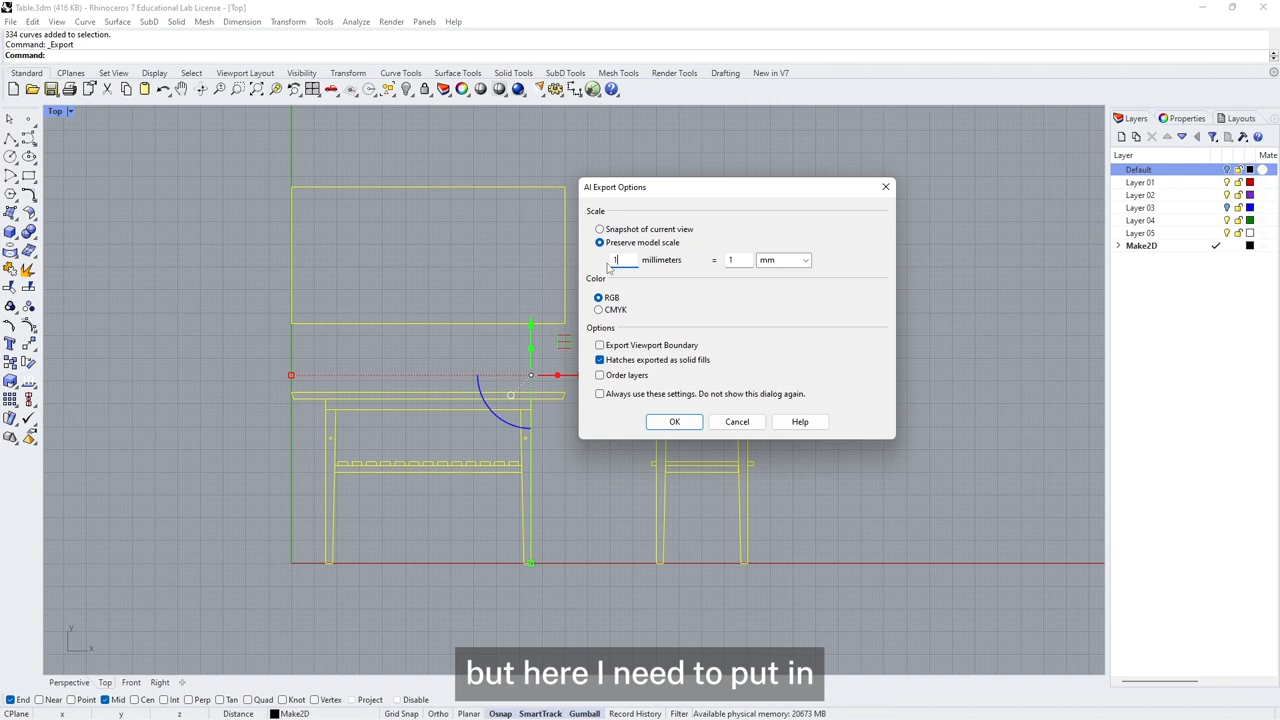 Table.3dm (416 KB) - Rhinoceros 7 Educational Lab License - [Top]
File Edit View Curve Surface SubD Solid Mesh Dimension Transform Tools Analyze Render Panels Help
334 curves added to selection.
Command: _Export
Command:
Standard CPlanes Set View Display Select Viewport Layout Visibility Transform Curve Tools Surface Tools Solid Tools SubD Tools Mesh Tools Render Tools Drafting New in V7
Top
Layers Properties Layouts
Layer Mate
Default
Layer 01
Layer 02
Layer 03
Layer 04
Layer 05
Make2D
AI Export Options
Scale
Snapshot of current view
Preserve model scale
1 millimeters = 1 mm
Color
RGB
CMYK
Options
Export Viewport Boundary
Hatches exported as solid fills
Order layers
Always use these settings. Do not show this dialog again.
OK Cancel Help
y
x
but here I need to put in
Perspective Top Front Right
End Near Point Mid Cen Int Perp Tan Quad Knot Vertex Project Disable
CPlane x y z Distance Make2D Grid Snap Ortho Planar Osnap SmartTrack Gumball Record History Filter Available physical memory: 20673 MB